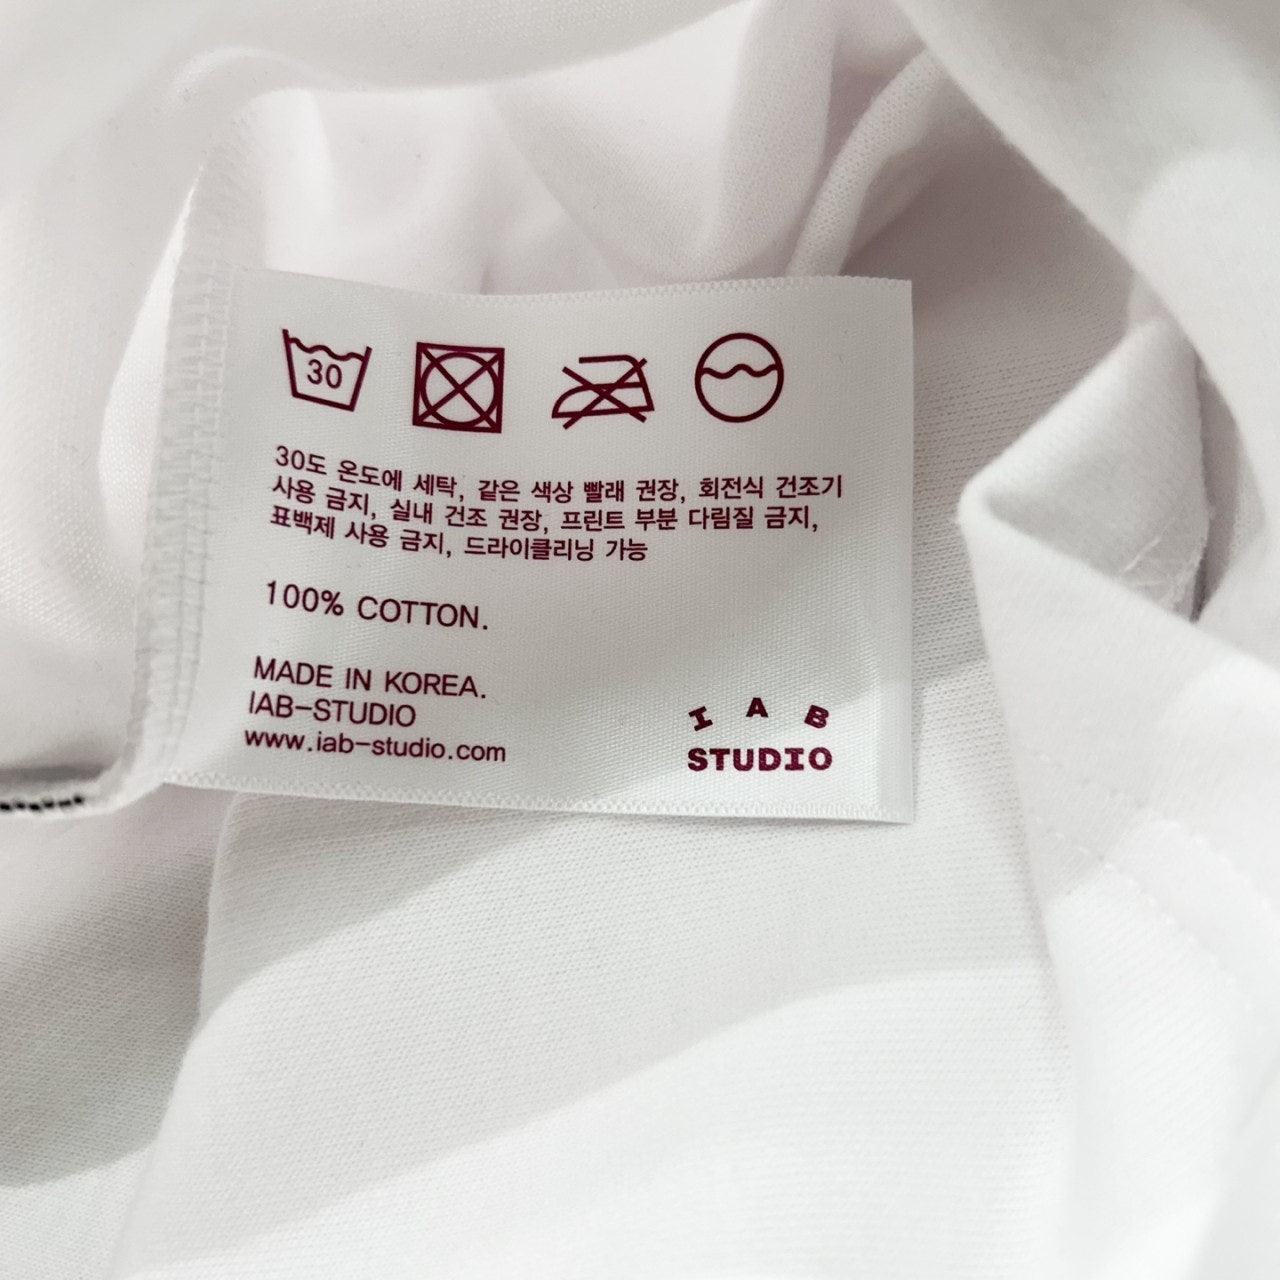 30
30도 온도에 세탁, 같은 색상 빨래 권장, 회전식 건조기
사용 금지, 실내 건조 권장, 프린트 부분 다림질 금지,
표백제 사용 금지, 드라이클리닝 가능
100% COTTON.
MADE IN KOREA.
IAB-STUDIO
www.iab-studio.com
I A B
STUDIO